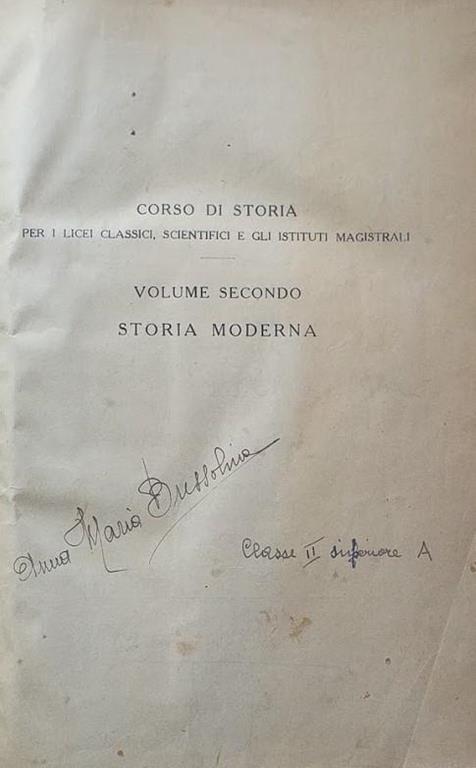 CORSO DI STORIA
PER I LICEI CLASSICI, SCIENTIFICI E GLI ISTITUTI MAGISTRALI
VOLUME SECONDO
STORIA MODERNA
Anna Maria Bussolina
Classe II superiore A